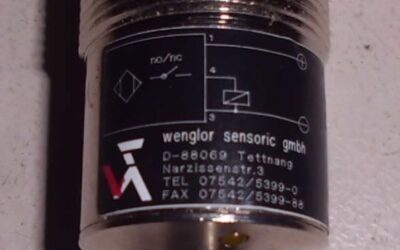 no/nc
1
4
3
wenglor sensoric gmbh
D-88069 Tettnang
Narzissenstr.3
TEL 07542/5399-0
FAX 07542/5399-88